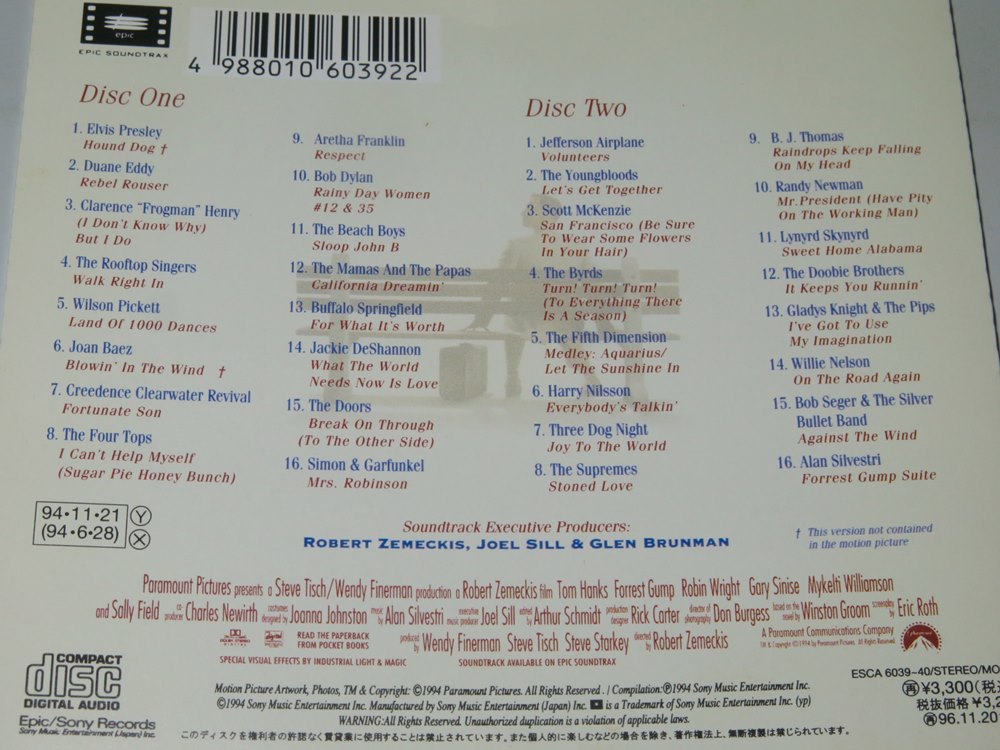 epic
EPIC SOUNDTRAX
4 988010 603922
Disc One
1. Elvis Presley
Hound Dog †
2. Duane Eddy
Rebel Rouser
3. Clarence "Frogman" Henry
(I Don't Know Why)
But I Do
4. The Rooftop Singers
Walk Right In
5. Wilson Pickett
Land Of 1000 Dances
6. Joan Baez
Blowin' In The Wind †
7. Creedence Clearwater Revival
Fortunate Son
8. The Four Tops
I Can't Help Myself
(Sugar Pie Honey Bunch)
9. Aretha Franklin
Respect
10. Bob Dylan
Rainy Day Women
#12 & 35
11. The Beach Boys
Sloop John B
12. The Mamas And The Papas
California Dreamin'
13. Buffalo Springfield
For What It's Worth
14. Jackie DeShannon
What The World
Needs Now Is Love
15. The Doors
Break On Through
(To The Other Side)
16. Simon & Garfunkel
Mrs. Robinson
Disc Two
1. Jefferson Airplane
Volunteers
2. The Youngbloods
Let's Get Together
3. Scott McKenzie
San Francisco (Be Sure
To Wear Some Flowers
In Your Hair)
4. The Byrds
Turn! Turn! Turn!
(To Everything There
Is A Season)
5. The Fifth Dimension
Medley: Aquarius/
Let The Sunshine In
6. Harry Nilsson
Everybody's Talkin'
7. Three Dog Night
Joy To The World
8. The Supremes
Stoned Love
9. B. J. Thomas
Raindrops Keep Falling
On My Head
10. Randy Newman
Mr. President (Have Pity
On The Working Man)
11. Lynyrd Skynyrd
Sweet Home Alabama
12. The Doobie Brothers
It Keeps You Runnin'
13. Gladys Knight & The Pips
I've Got To Use
My Imagination
14. Willie Nelson
On The Road Again
15. Bob Seger & The Silver
Bullet Band
Against The Wind
16. Alan Silvestri
Forrest Gump Suite
94•11•21 Y
(94•6•28) X
Soundtrack Executive Producers:
ROBERT ZEMECKIS, JOEL SILL & GLEN BRUNMAN
† This version not contained
in the motion picture
Paramount Pictures presents a Steve Tisch/Wendy Finerman production a Robert Zemeckis film Tom Hanks Forrest Gump Robin Wright Gary Sinise Mykelti Williamson
and Sally Field co producer Charles Newirth costumes designed by Joanna Johnston music by Alan Silvestri executive music producer Joel Sill edited by Arthur Schmidt production designer Rick Carter director of photography Don Burgess based on the novel by Winston Groom screenplay by Eric Roth
DOLBY STEREO DIGITAL READ THE PAPERBACK FROM POCKET BOOKS produced by Wendy Finerman Steve Tisch Steve Starkey directed by Robert Zemeckis
A Paramount Communications Company
TM & Copyright ©1994 by Paramount Pictures. All Rights Reserved.
Paramount
SPECIAL VISUAL EFFECTS BY INDUSTRIAL LIGHT & MAGIC SOUNDTRACK AVAILABLE ON EPIC SOUNDTRAX
COMPACT
disc
DIGITAL AUDIO
Epic/Sony Records
Sony Music Entertainment (Japan) Inc.
Motion Picture Artwork, Photos, TM & Copyright: ©1994 Paramount Pictures. All Rights Reserved. / Compilation:℗1994 Sony Music Entertainment Inc.
©1994 Sony Music Entertainment Inc. Manufactured by Sony Music Entertainment (Japan) Inc. is a Trademark of Sony Music Entertainment Inc. (yp)
WARNING:All Rights Reserved. Unauthorized duplication is a violation of applicable laws.
このディスクを権利者の許諾なく賃貸業に使用することは禁止されています。また個人的に楽しむなどの場合を除き、著作権法上、無断複製は禁じられています。
ESCA 6039~40/STEREO/MO
再¥3,300(税込
税抜価格 ¥3,2
再96.11.20